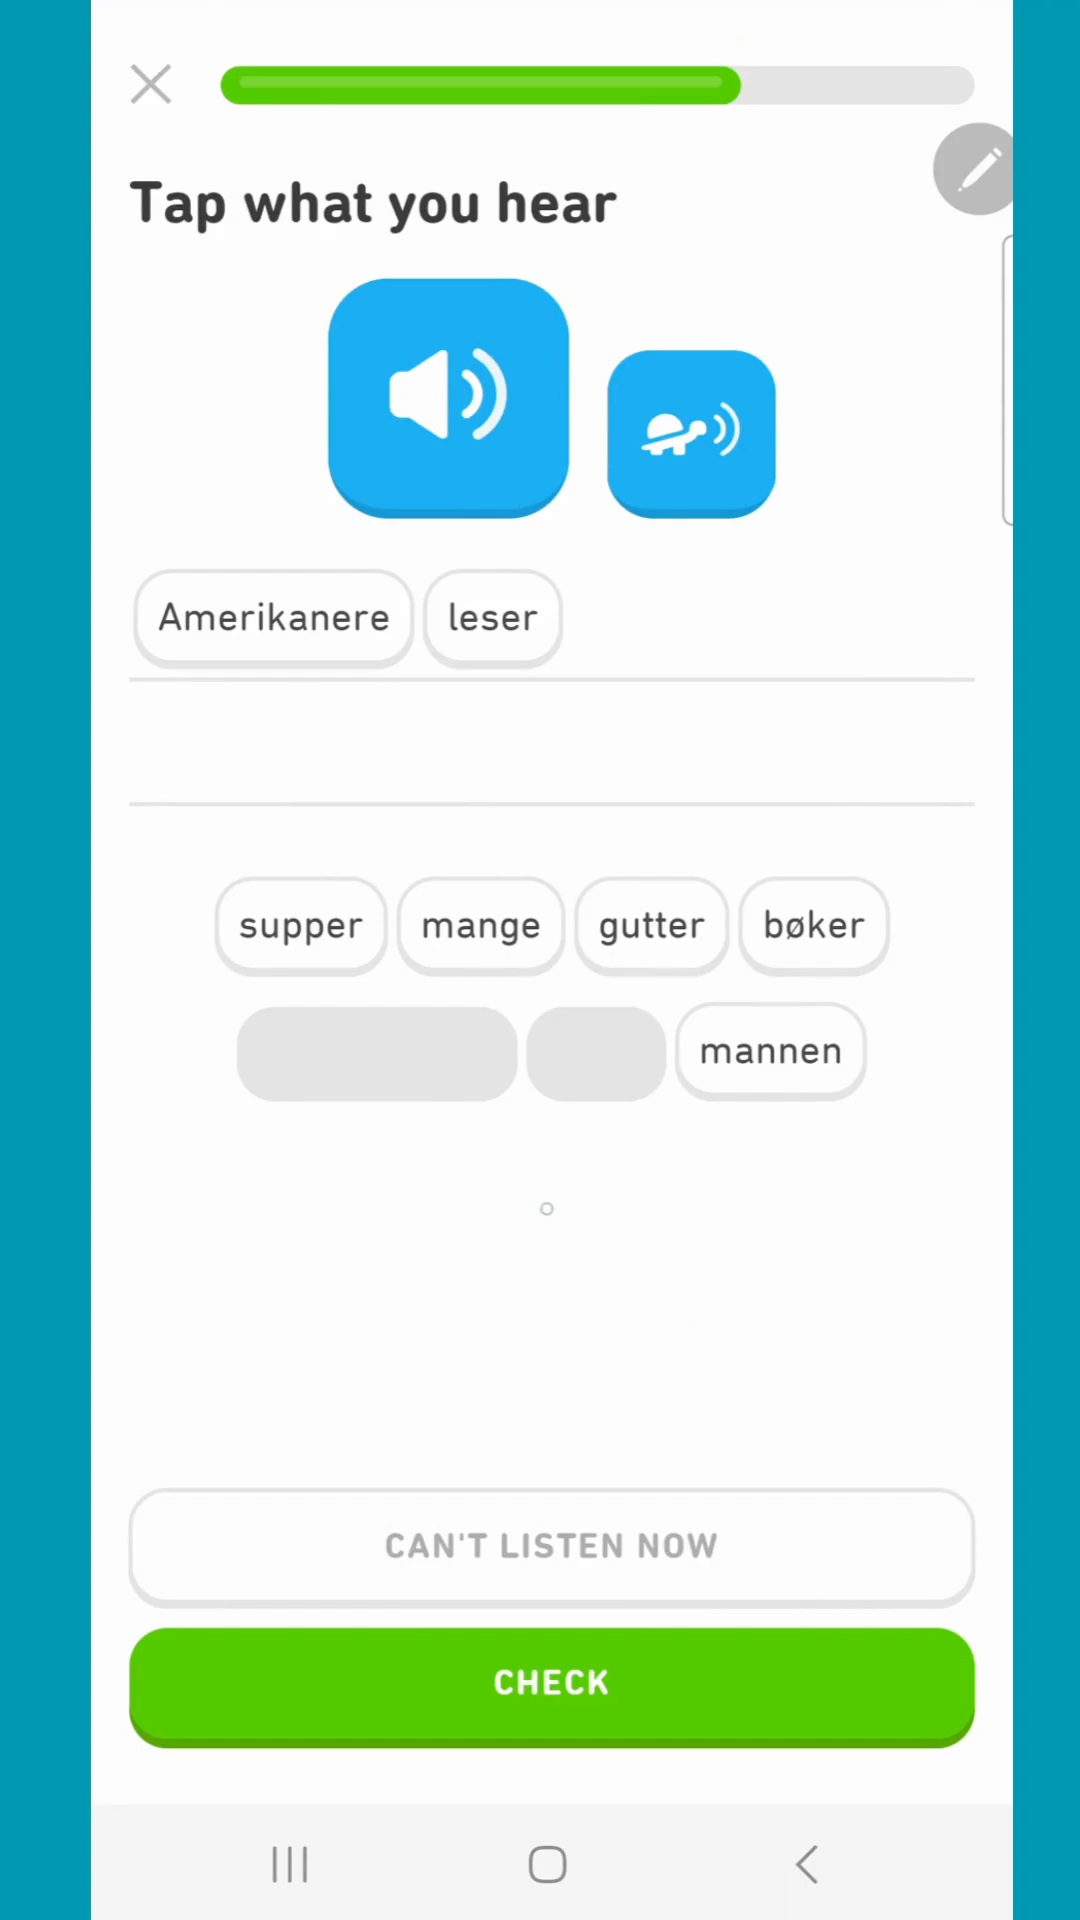 Tap what you hear
Amerikanere leser
supper mange gutter bøker
mannen
CAN'T LISTEN NOW
CHECK